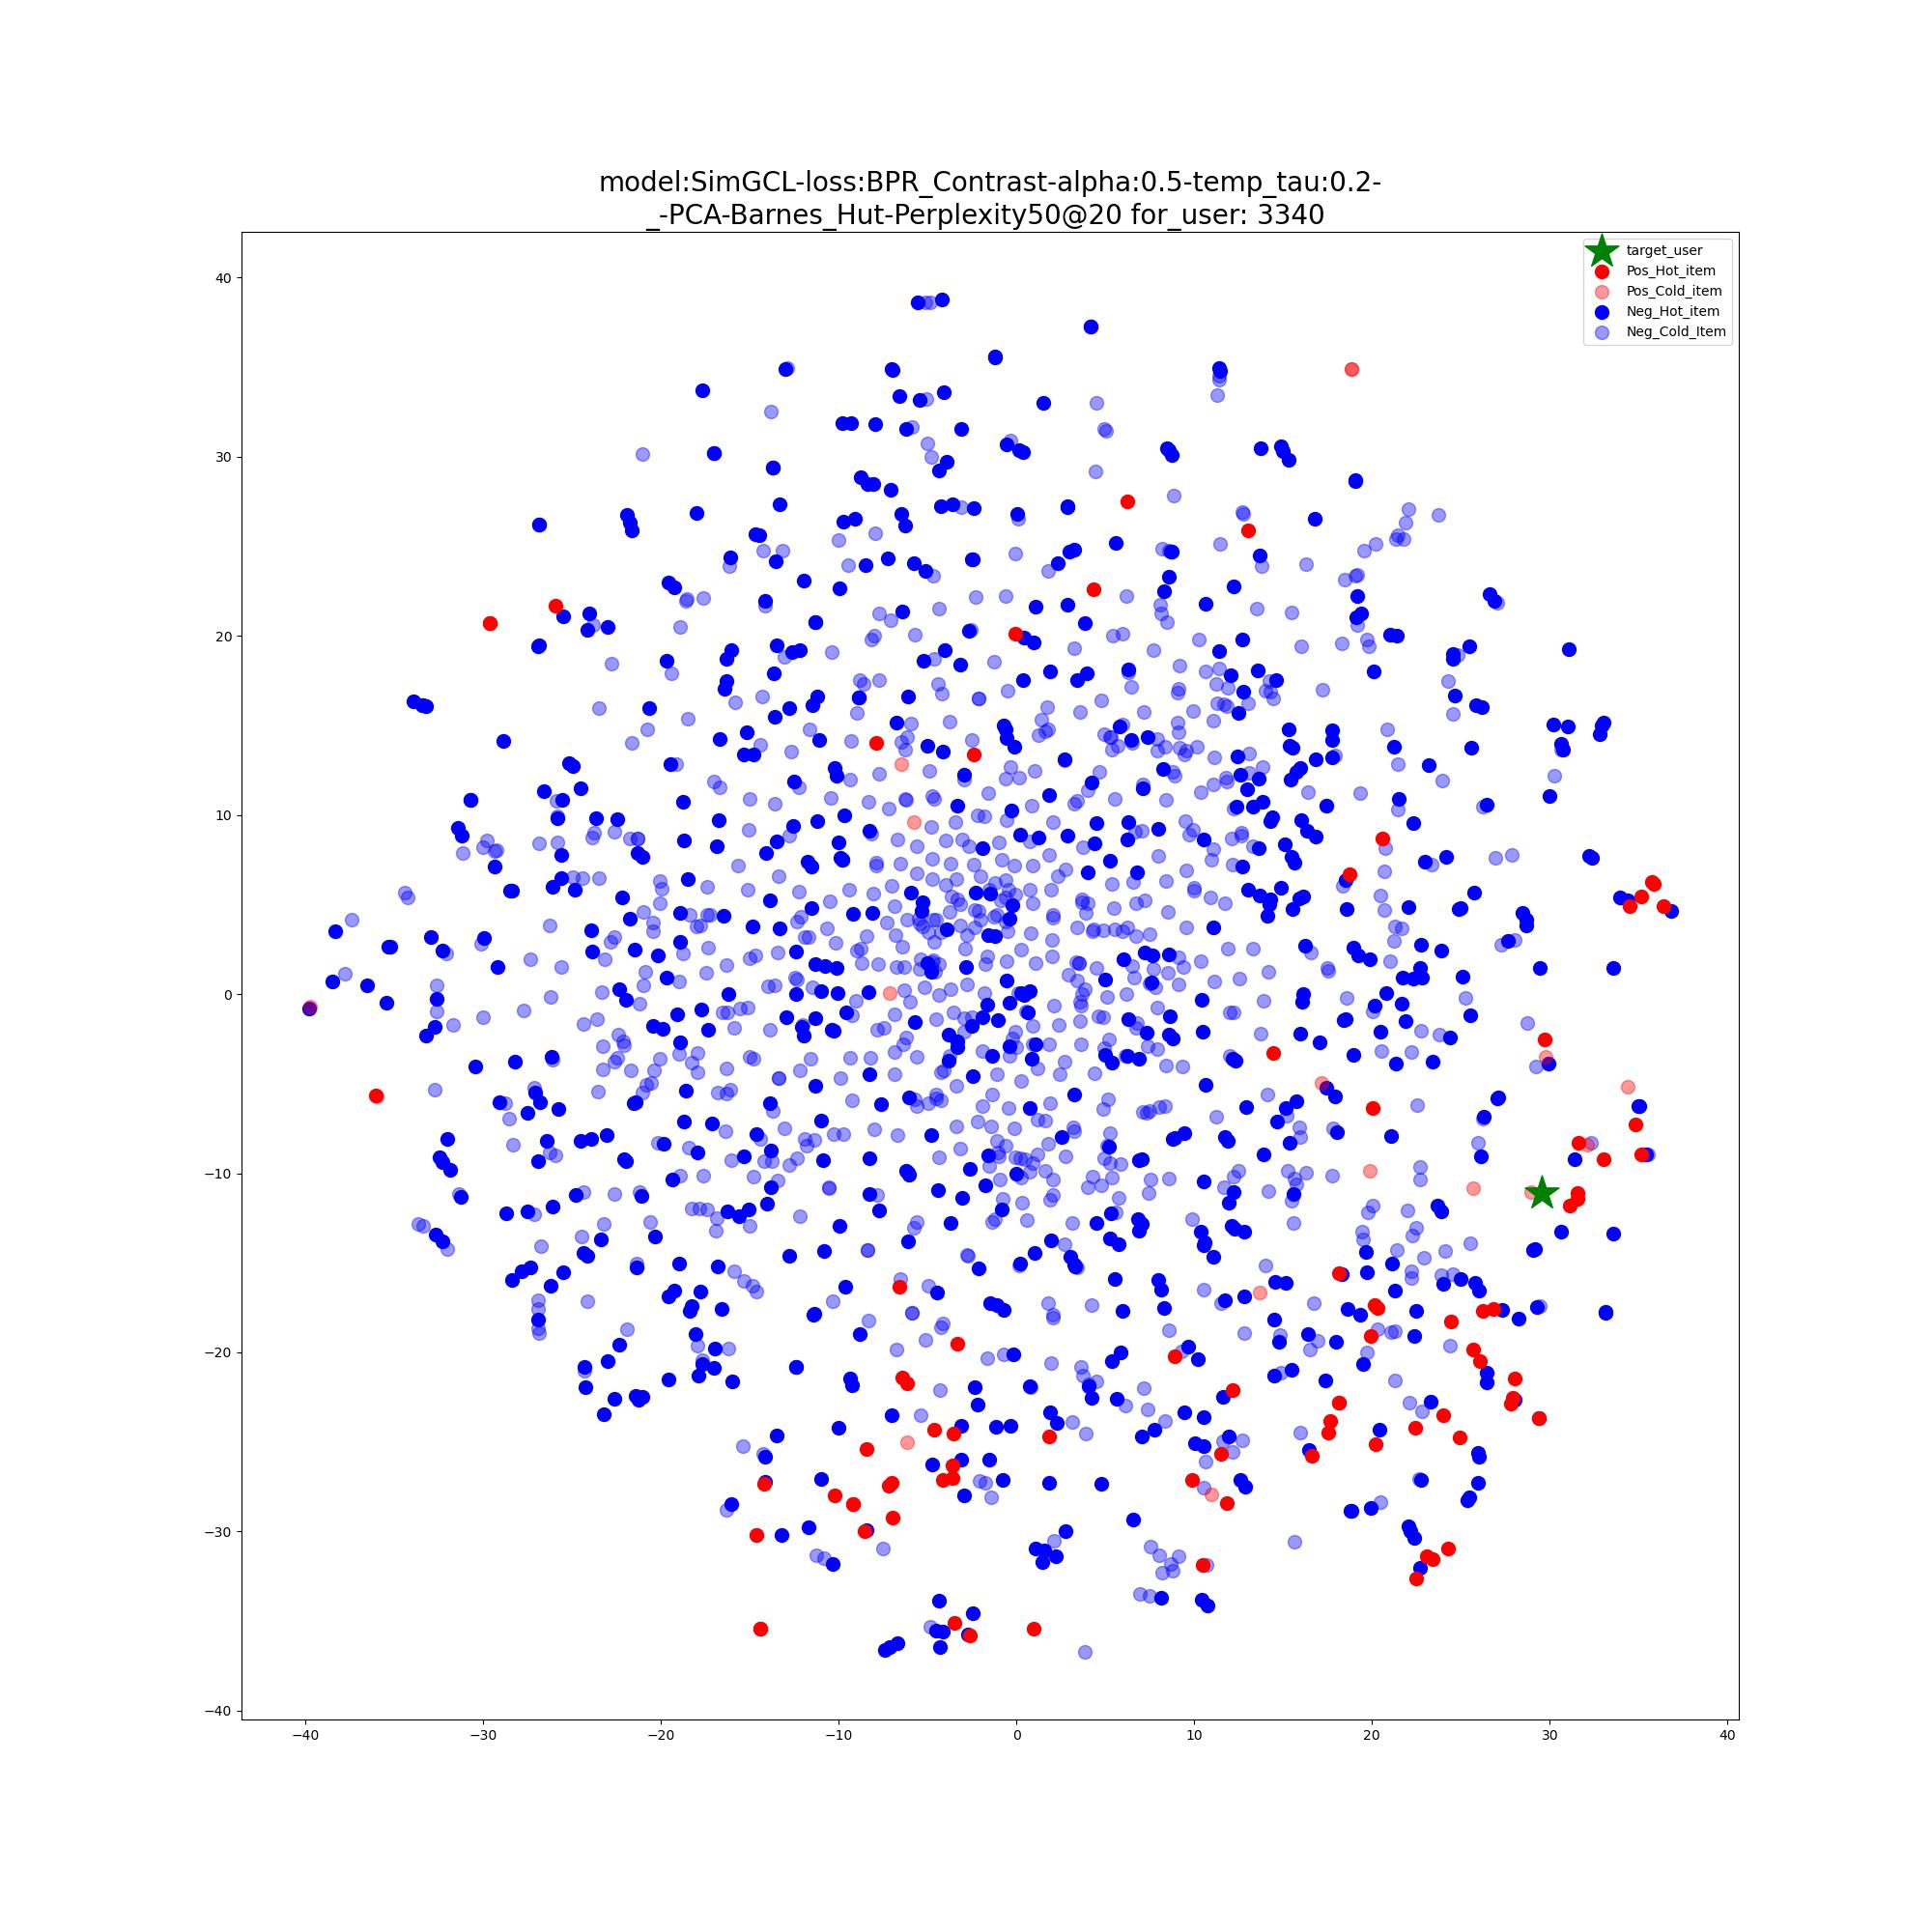 model:SimGCL-loss:BPR_Contrast-alpha:0.5-temp_tau:0.2-
_-PCA-Barnes_Hut-Perplexity50@20 for_user: 3340
target_user
Pos_Hot_item
Pos_Cold_item
Neg_Hot_item
Neg_Cold_Item
40
30
20
10
0
−10
−20
−30
−40
−40 −30 −20 −10 0 10 20 30 40